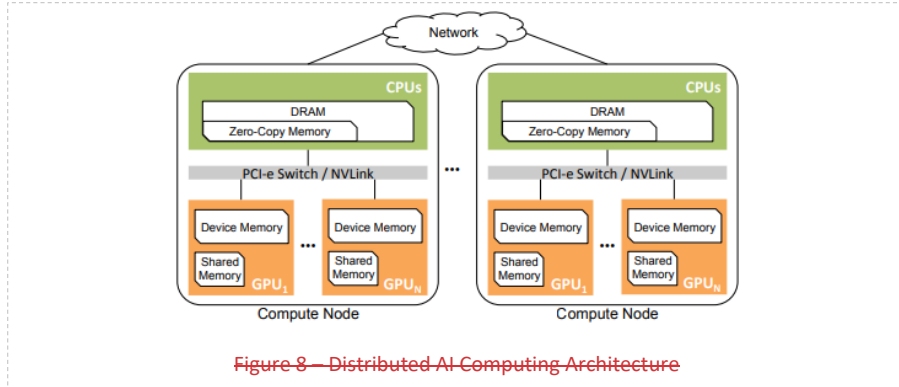 Network
CPUs
DRAM
Zero-Copy Memory
PCI-e Switch / NVLink
Device Memory
Shared
Memory
GPU1
...
Device Memory
Shared
Memory
GPUN
Compute Node
...
CPUs
DRAM
Zero-Copy Memory
PCI-e Switch / NVLink
Device Memory
Shared
Memory
GPU1
...
Device Memory
Shared
Memory
GPUN
Compute Node
Figure 8 – Distributed AI Computing Architecture